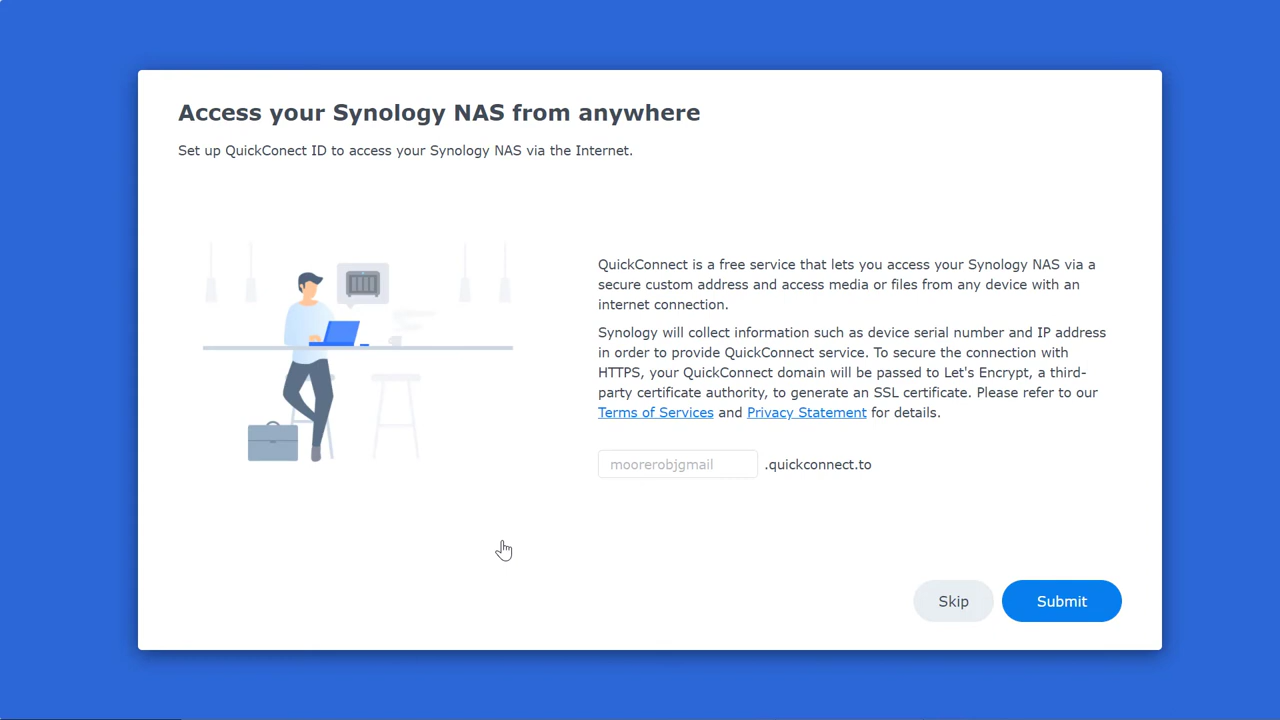 Access your Synology NAS from anywhere
Set up QuickConect ID to access your Synology NAS via the Internet.
QuickConnect is a free service that lets you access your Synology NAS via a
secure custom address and access media or files from any device with an
internet connection.
Synology will collect information such as device serial number and IP address
in order to provide QuickConnect service. To secure the connection with
HTTPS, your QuickConnect domain will be passed to Let's Encrypt, a third-
party certificate authority, to generate an SSL certificate. Please refer to our
Terms of Services and Privacy Statement for details.
moorerobjgmail .quickconnect.to
Skip Submit